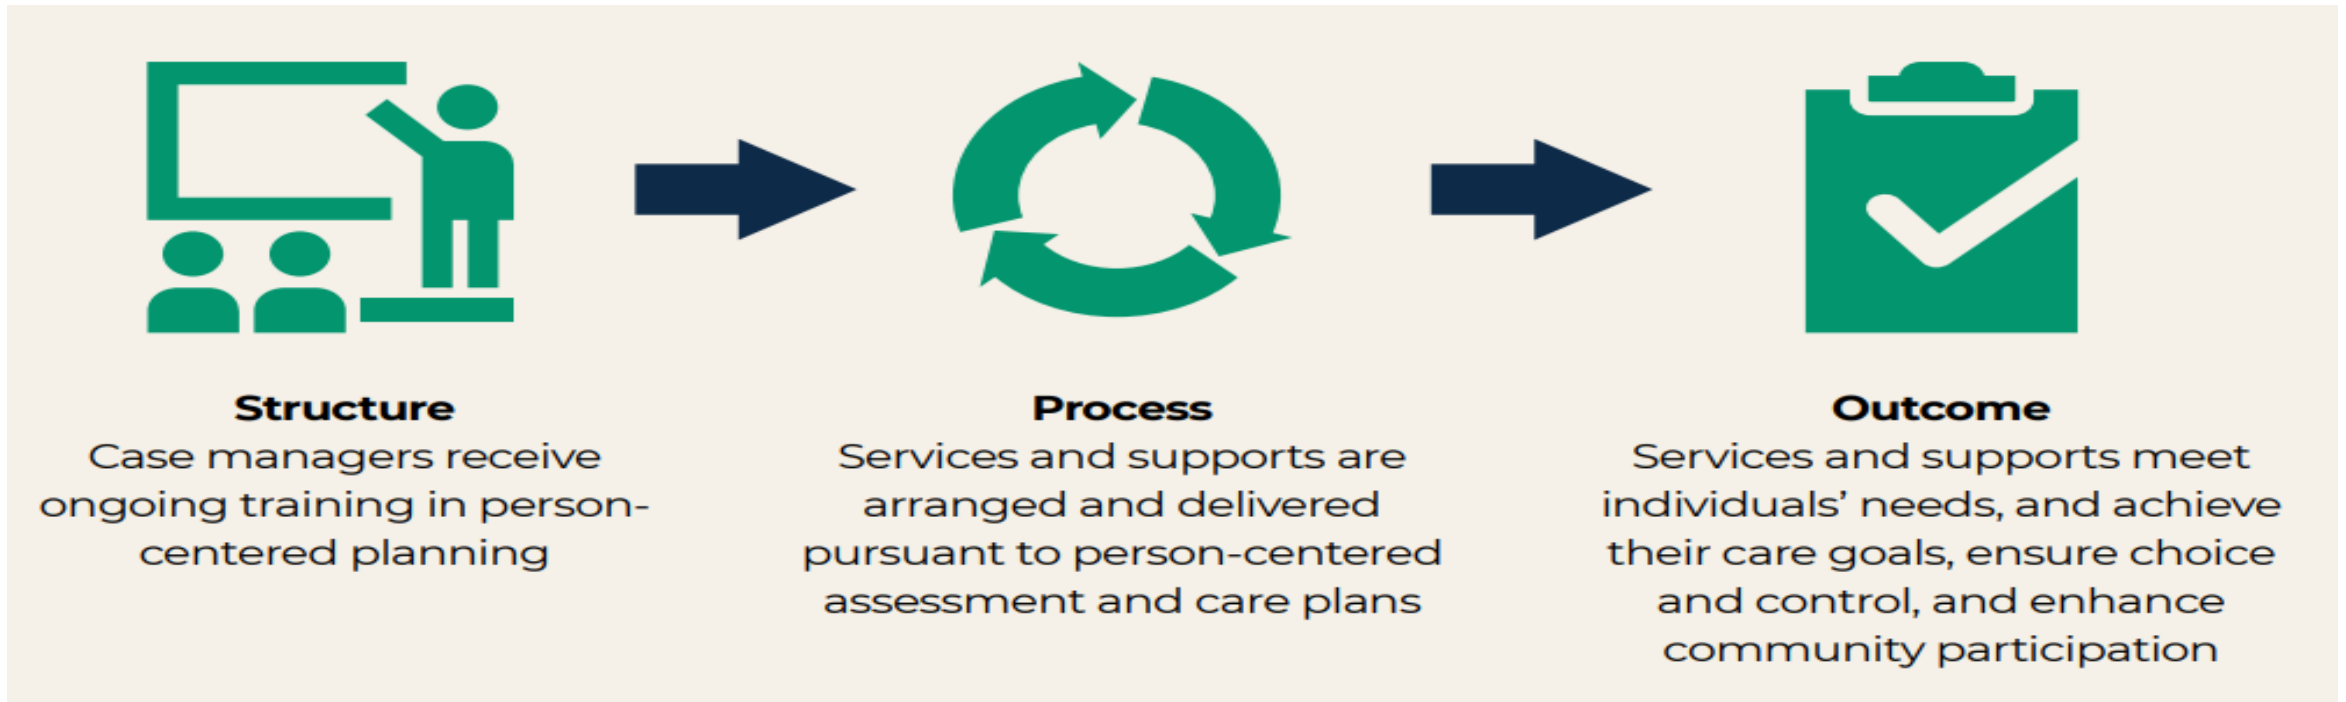 Structure
Case managers receive
ongoing training in person-
centered planning
Process
Services and supports are
arranged and delivered
pursuant to person-centered
assessment and care plans
Outcome
Services and supports meet
individuals’ needs, and achieve
their care goals, ensure choice
and control, and enhance
community participation